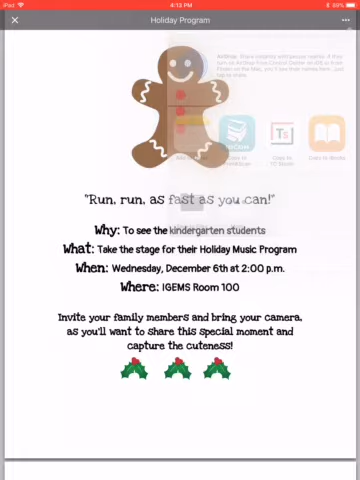 iPad
4:13 PM
89%
Holiday Program
"Run, run, as fast as you can!"
Why: To see the kindergarten students
What: Take the stage for their Holiday Music Program
When: Wednesday, December 6th at 2:00 p.m.
Where: IGEMS Room 100
Invite your family members and bring your camera,
as you'll want to share this special moment and
capture the cuteness!